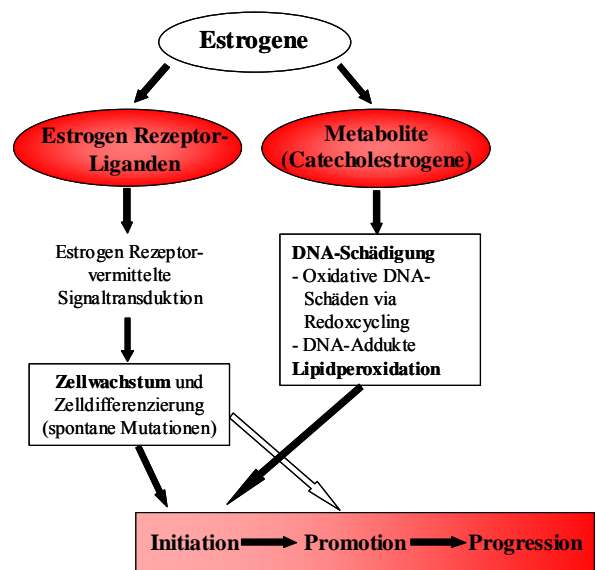 Estrogene
Estrogen Rezeptor-
Liganden
Metabolite
(Catecholestrogene)
Estrogen Rezeptor-
vermittelte
Signaltransduktion
DNA-Schädigung
- Oxidative DNA-
Schäden via
Redoxcycling
- DNA-Addukte
Lipidperoxidation
Zellwachstum und
Zelldifferenzierung
(spontane Mutationen)
Initiation Promotion Progression